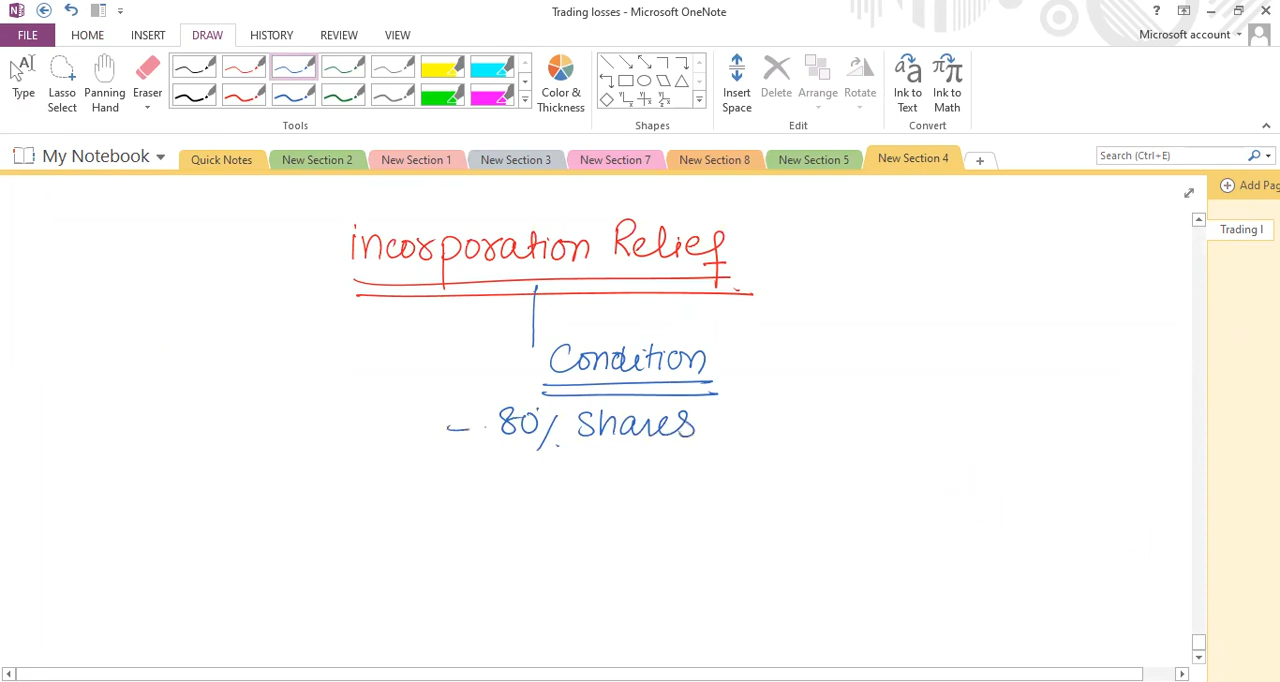 Trading losses - Microsoft OneNote
?
FILE HOME INSERT DRAW HISTORY REVIEW VIEW
Microsoft account
Type
Lasso Select
Panning Hand
Eraser
Color & Thickness
Insert Space
Delete
Arrange
Rotate
Ink to Text
Ink to Math
Tools
Shapes
Edit
Convert
My Notebook
Quick Notes New Section 2 New Section 1 New Section 3 New Section 7 New Section 8 New Section 5 New Section 4
Search (Ctrl+E)
Add Pag
Trading l
incorporation Relief
Condition
- 80% Shares